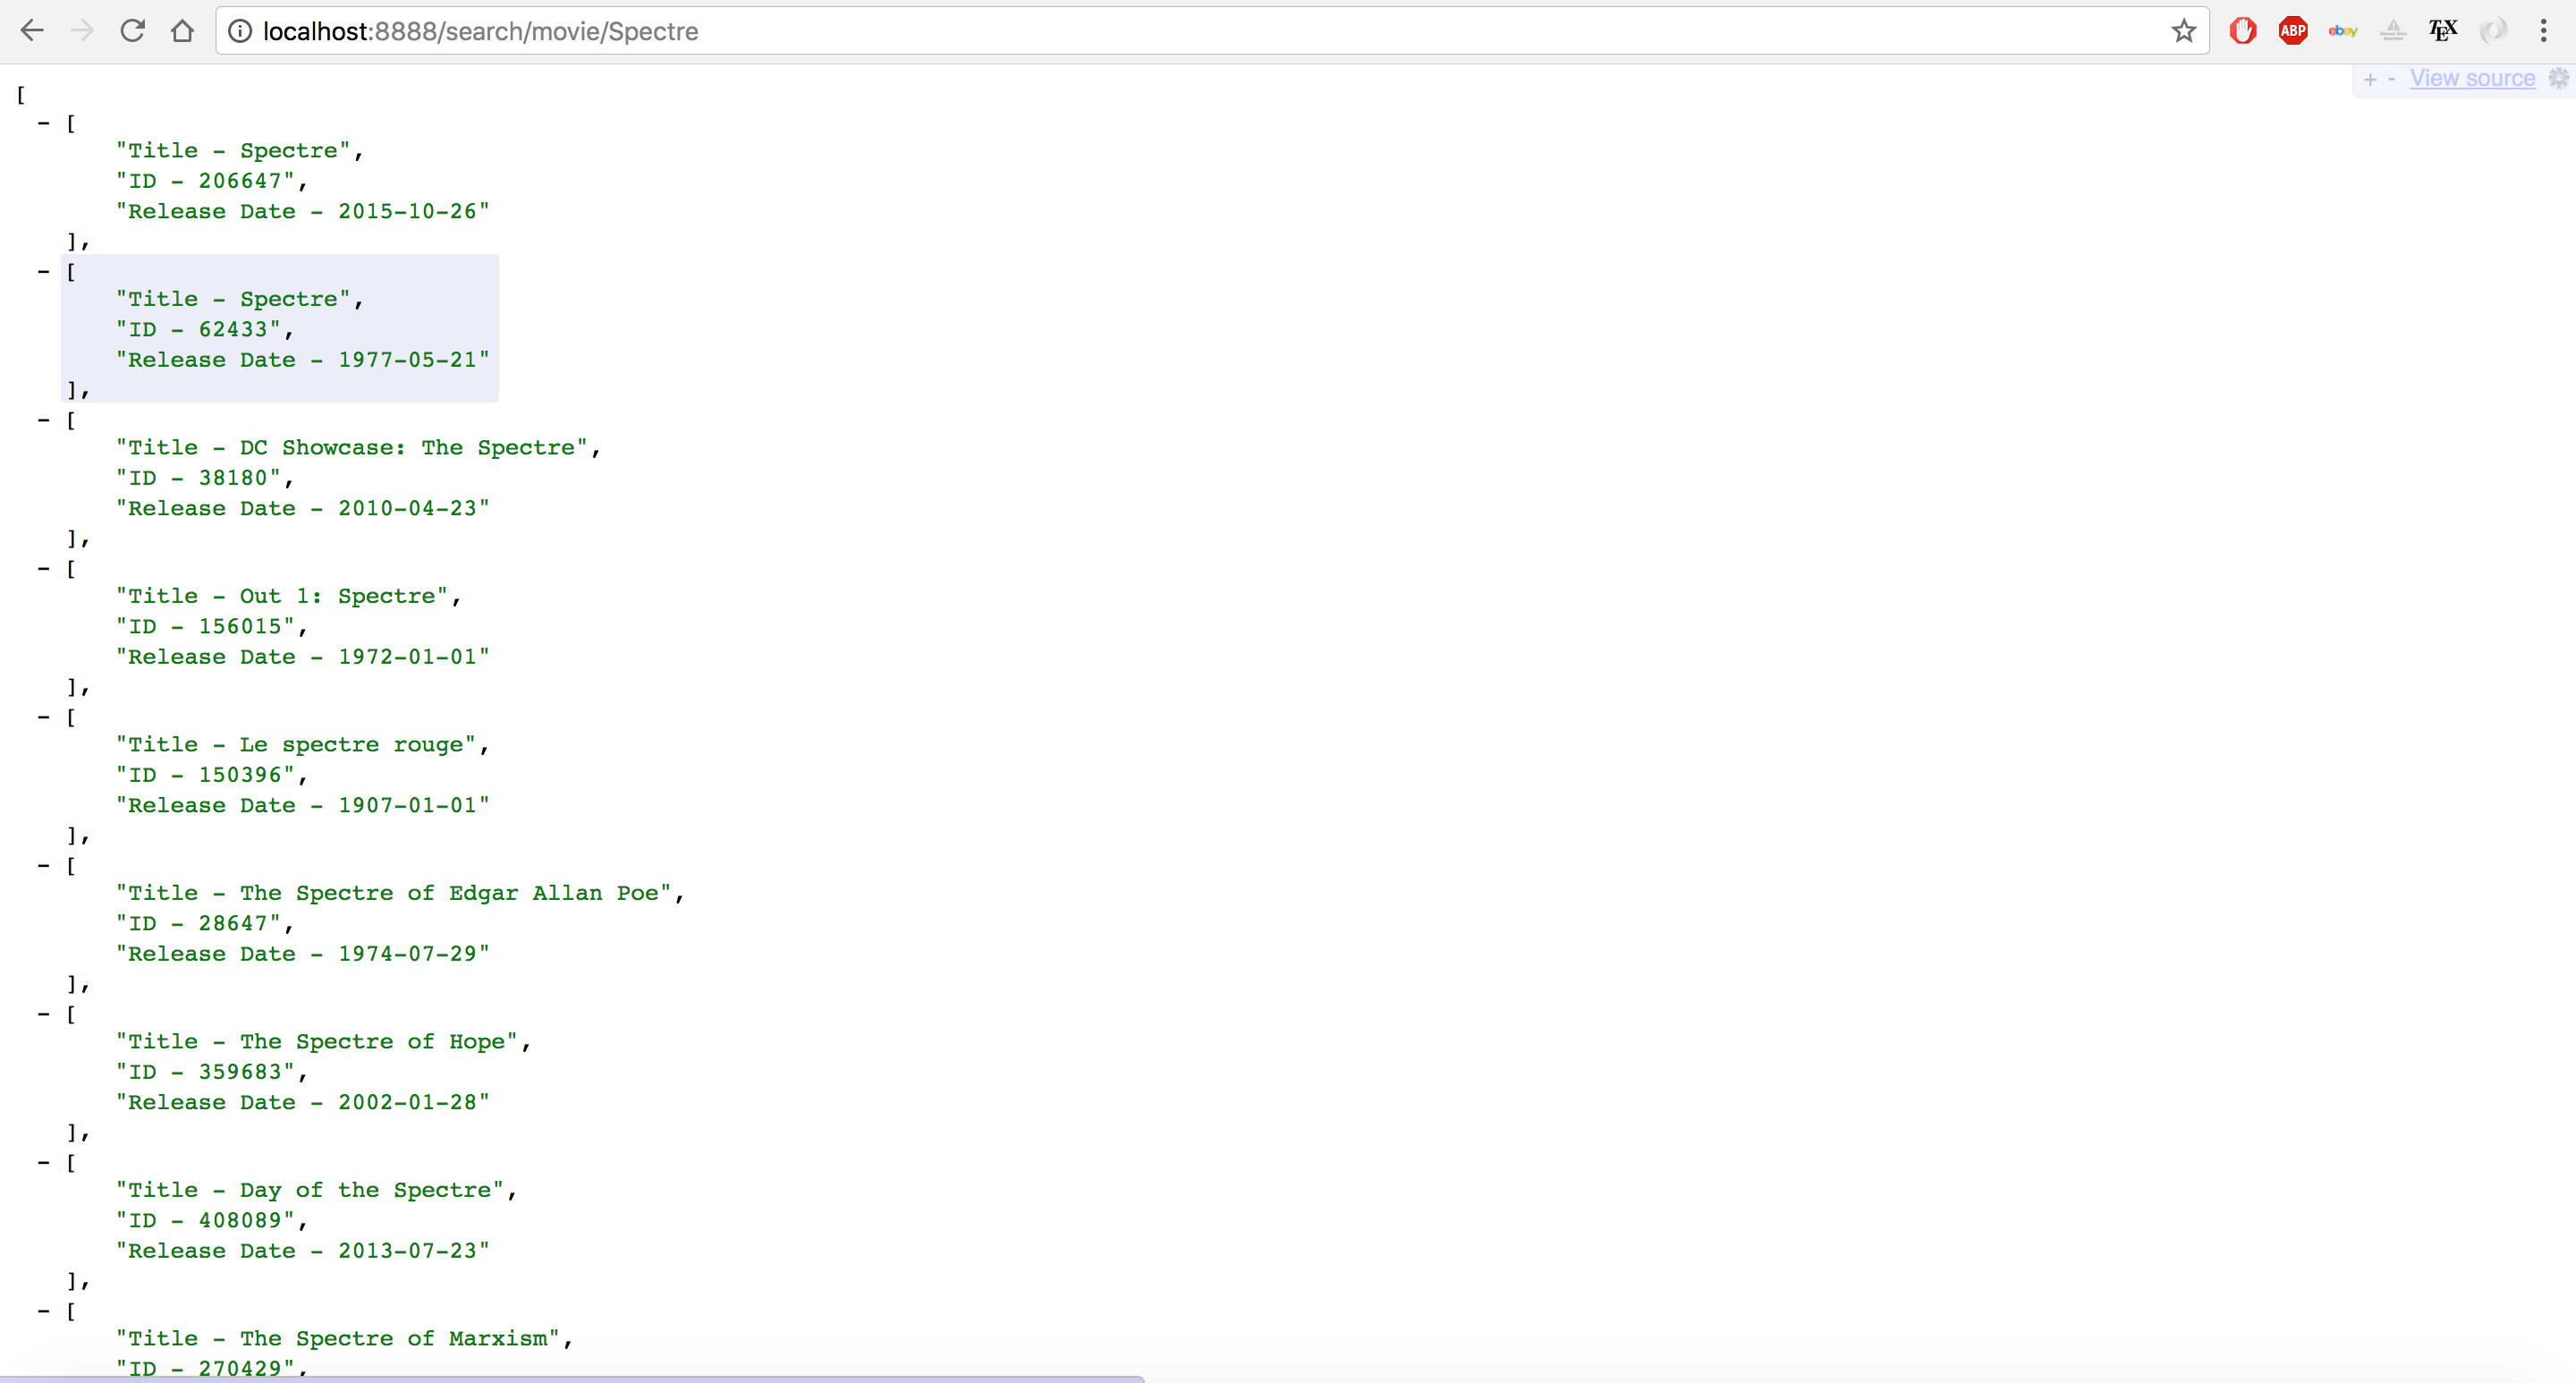 localhost:8888/search/movie/Spectre
ABP
ebay
TEX
+ - View source
[
- [
"Title - Spectre",
"ID - 206647",
"Release Date - 2015-10-26"
],
- [
"Title - Spectre",
"ID - 62433",
"Release Date - 1977-05-21"
],
- [
"Title - DC Showcase: The Spectre",
"ID - 38180",
"Release Date - 2010-04-23"
],
- [
"Title - Out 1: Spectre",
"ID - 156015",
"Release Date - 1972-01-01"
],
- [
"Title - Le spectre rouge",
"ID - 150396",
"Release Date - 1907-01-01"
],
- [
"Title - The Spectre of Edgar Allan Poe",
"ID - 28647",
"Release Date - 1974-07-29"
],
- [
"Title - The Spectre of Hope",
"ID - 359683",
"Release Date - 2002-01-28"
],
- [
"Title - Day of the Spectre",
"ID - 408089",
"Release Date - 2013-07-23"
],
- [
"Title - The Spectre of Marxism",
"ID - 270429",